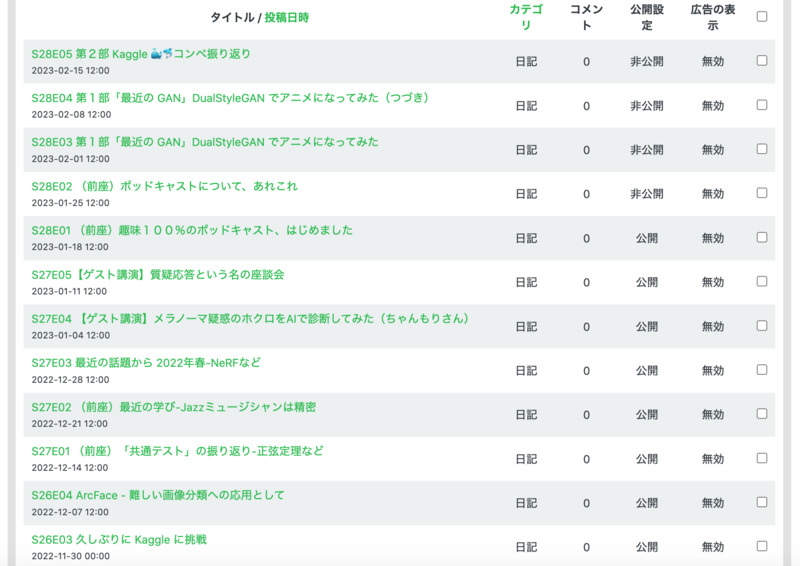 タイトル / 投稿日時 カテゴリ コメント 公開設定 広告の表示
S28E05 第２部 Kaggle 🐳🐬コンペ振り返り
2023-02-15 12:00 日記 0 非公開 無効
S28E04 第１部「最近の GAN」DualStyleGAN でアニメになってみた（つづき）
2023-02-08 12:00 日記 0 非公開 無効
S28E03 第１部「最近の GAN」DualStyleGAN でアニメになってみた
2023-02-01 12:00 日記 0 非公開 無効
S28E02 （前座）ポッドキャストについて、あれこれ
2023-01-25 12:00 日記 0 非公開 無効
S28E01 （前座）趣味１００％のポッドキャスト、はじめました
2023-01-18 12:00 日記 0 公開 無効
S27E05【ゲスト講演】質疑応答という名の座談会
2023-01-11 12:00 日記 0 公開 無効
S27E04 【ゲスト講演】メラノーマ疑惑のホクロをAIで診断してみた（ちゃんもりさん）
2023-01-04 12:00 日記 0 公開 無効
S27E03 最近の話題から 2022年春-NeRFなど
2022-12-28 12:00 日記 0 公開 無効
S27E02 （前座）最近の学び-Jazzミュージシャンは精密
2022-12-21 12:00 日記 0 公開 無効
S27E01 （前座）「共通テスト」の振り返り-正弦定理など
2022-12-14 12:00 日記 0 公開 無効
S26E04 ArcFace - 難しい画像分類への応用として
2022-12-07 12:00 日記 0 公開 無効
S26E03 久しぶりに Kaggle に挑戦
2022-11-30 00:00 日記 0 公開 無効